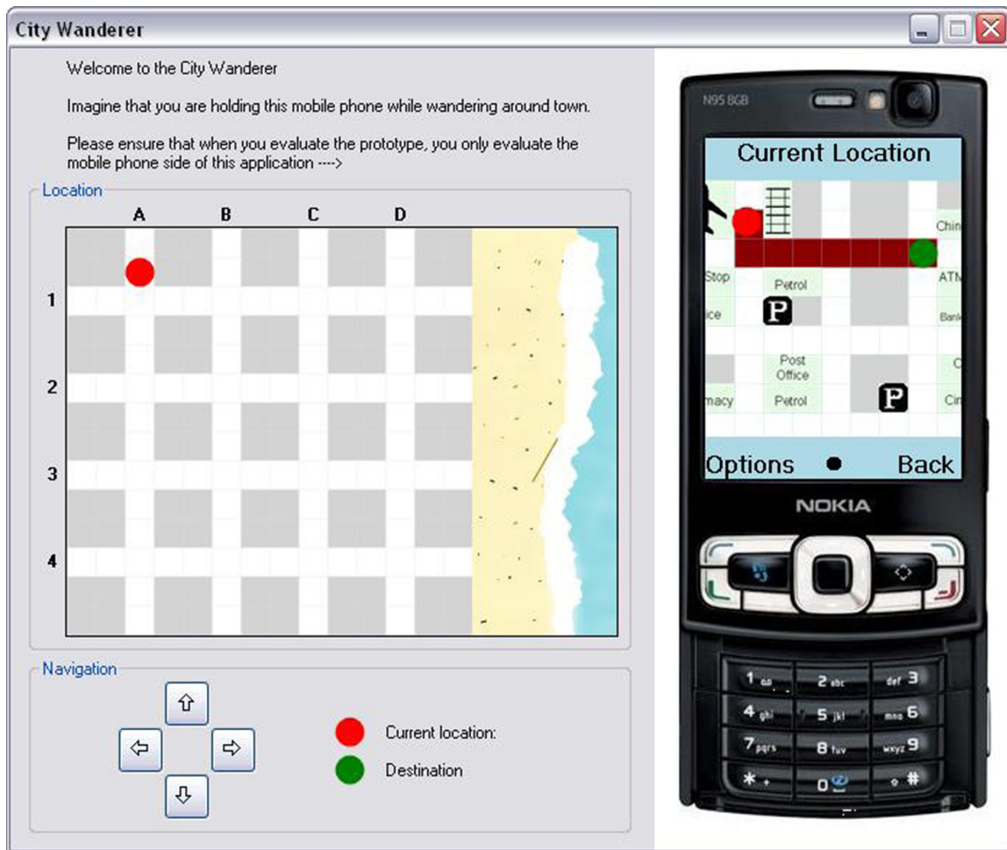 City Wanderer
Welcome to the City Wanderer
Imagine that you are holding this mobile phone while wandering around town.
Please ensure that when you evaluate the prototype, you only evaluate the
mobile phone side of this application ---->
Location
A B C D
1
2
3
4
Navigation
Current location:
Destination
N95 8GB
Current Location
Chin
Stop
Petrol
ATM
ice
P
Bank
Post
Office
C
macy
Petrol
P
Cin
Options
Back
NOKIA
1
2 abc
def 3
4 ghi
5 jkl
mno 6
7 pqrs
8 tuv
wxyz 9
* +
0
#